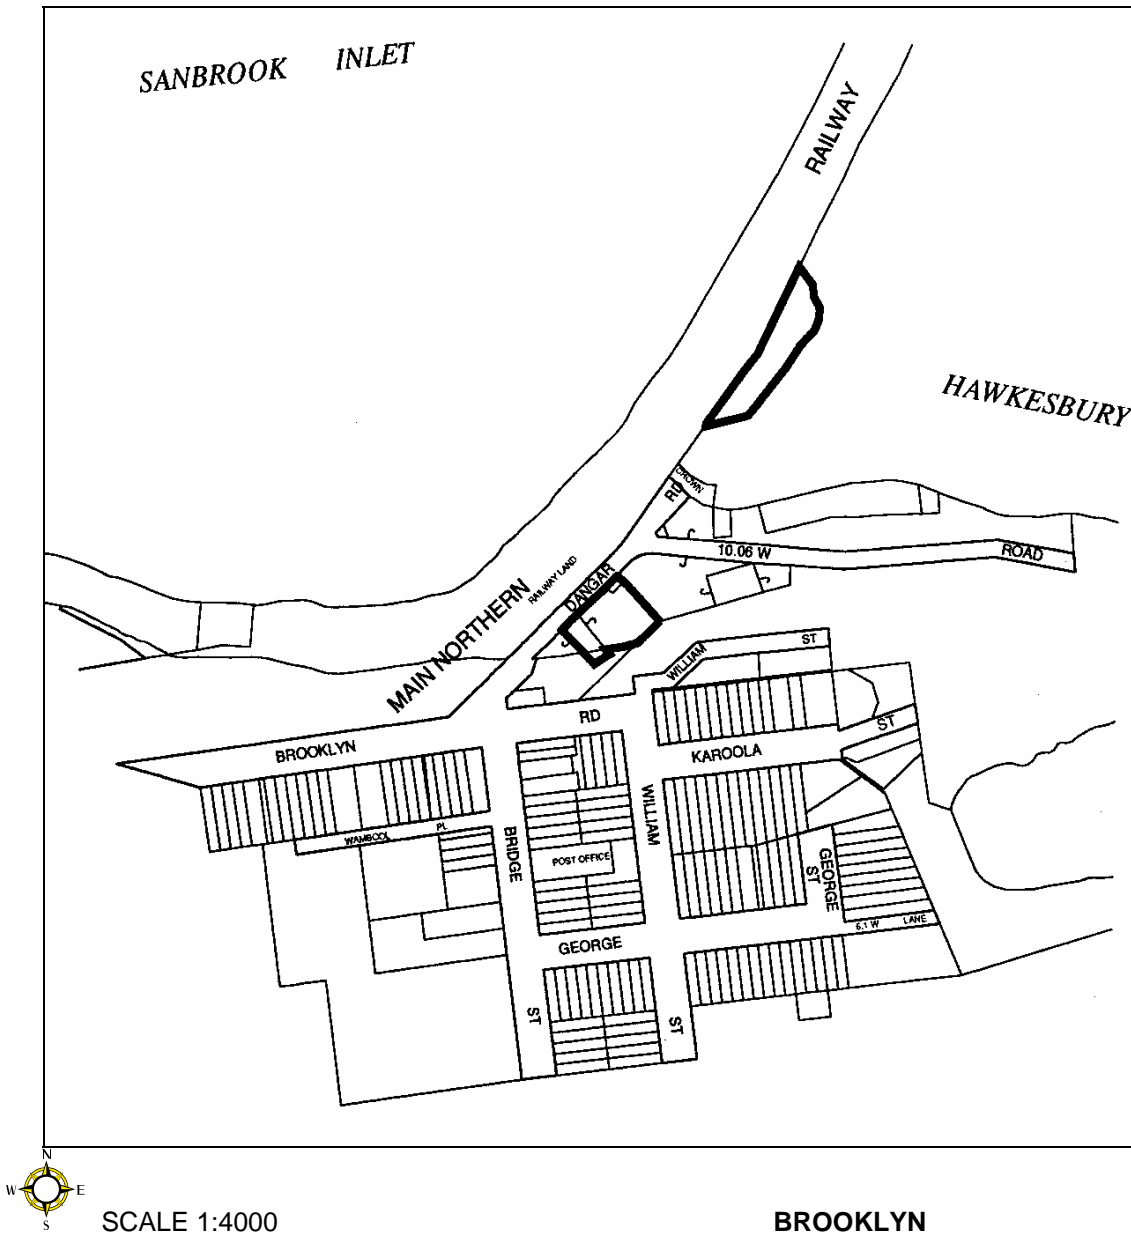 SANBROOK INLET
RAILWAY
HAWKESBURY
CROWN
RD
10.06 W
ROAD
RAILWAY LAND
DANGAR
MAIN NORTHERN
WILLIAM
ST
RD
BROOKLYN
KAROOLA
ST
WILLIAM
WAMBOOL PL
BRIDGE
POST OFFICE
GEORGE
ST
6.1 W LANE
GEORGE
ST
ST
N
W E
S
SCALE 1:4000
BROOKLYN